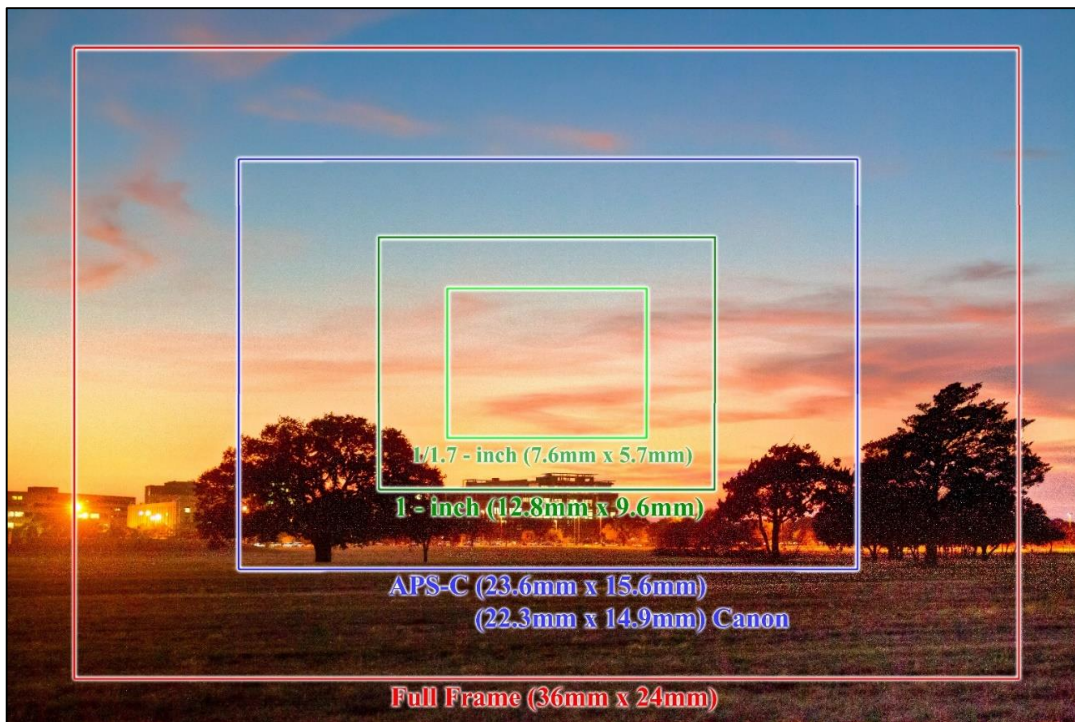 1/1.7 - inch (7.6mm x 5.7mm)
1 - inch (12.8mm x 9.6mm)
APS-C (23.6mm x 15.6mm)
(22.3mm x 14.9mm) Canon
Full Frame (36mm x 24mm)